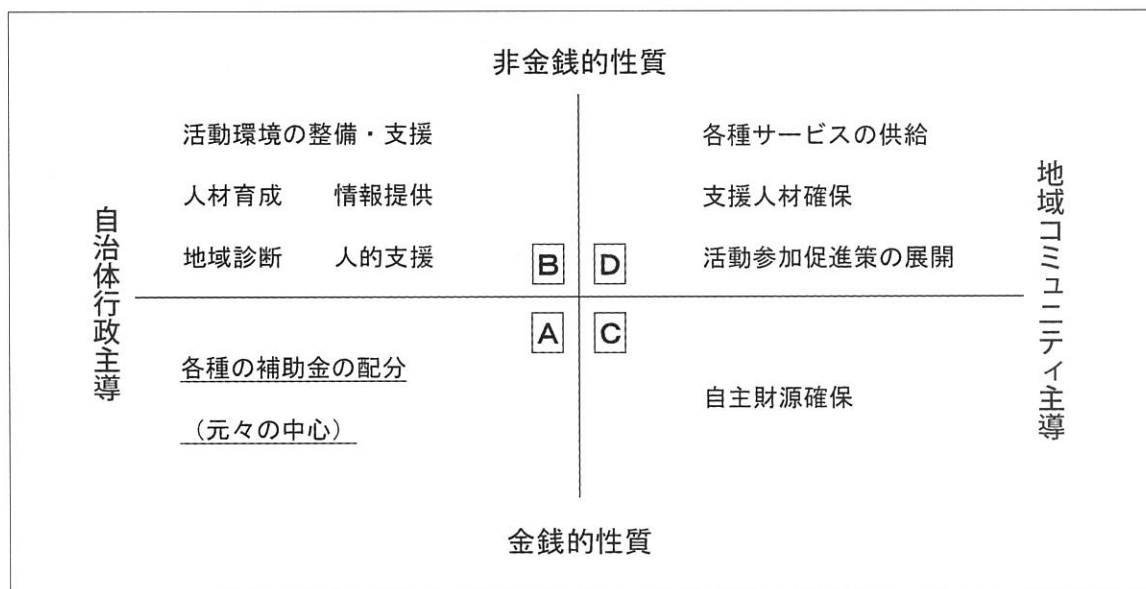 非金銭的性質
活動環境の整備・支援
人材育成 情報提供
地域診断 人的支援
B
各種サービスの供給
支援人材確保
活動参加促進策の展開
D
自治体行政主導
地域コミュニティ主導
各種の補助金の配分
（元々の中心）
A
C
自主財源確保
金銭的性質